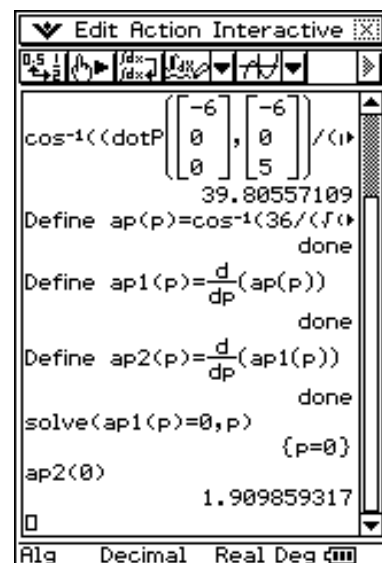 Edit Action Interactive
cos⁻¹((dotP([-6 0 0],[-6 0 5])/(
39.80557109
Define ap(p)=cos⁻¹(36/(√(
done
Define ap1(p)=d/dp(ap(p))
done
Define ap2(p)=d/dp(ap1(p))
done
solve(ap1(p)=0,p)
{p=0}
ap2(0)
1.909859317
Alg Decimal Real Deg